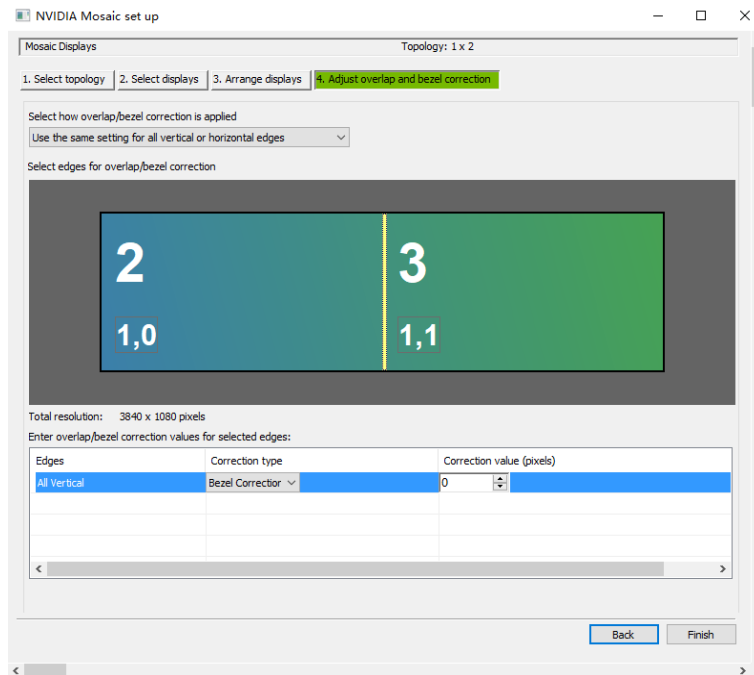 NVIDIA Mosaic set up
Mosaic Displays Topology: 1 x 2
1. Select topology 2. Select displays 3. Arrange displays 4. Adjust overlap and bezel correction
Select how overlap/bezel correction is applied
Use the same setting for all vertical or horizontal edges
Select edges for overlap/bezel correction
2 3
1,0 1,1
Total resolution: 3840 x 1080 pixels
Enter overlap/bezel correction values for selected edges:
Edges Correction type Correction value (pixels)
All Vertical Bezel Correction 0
Back Finish